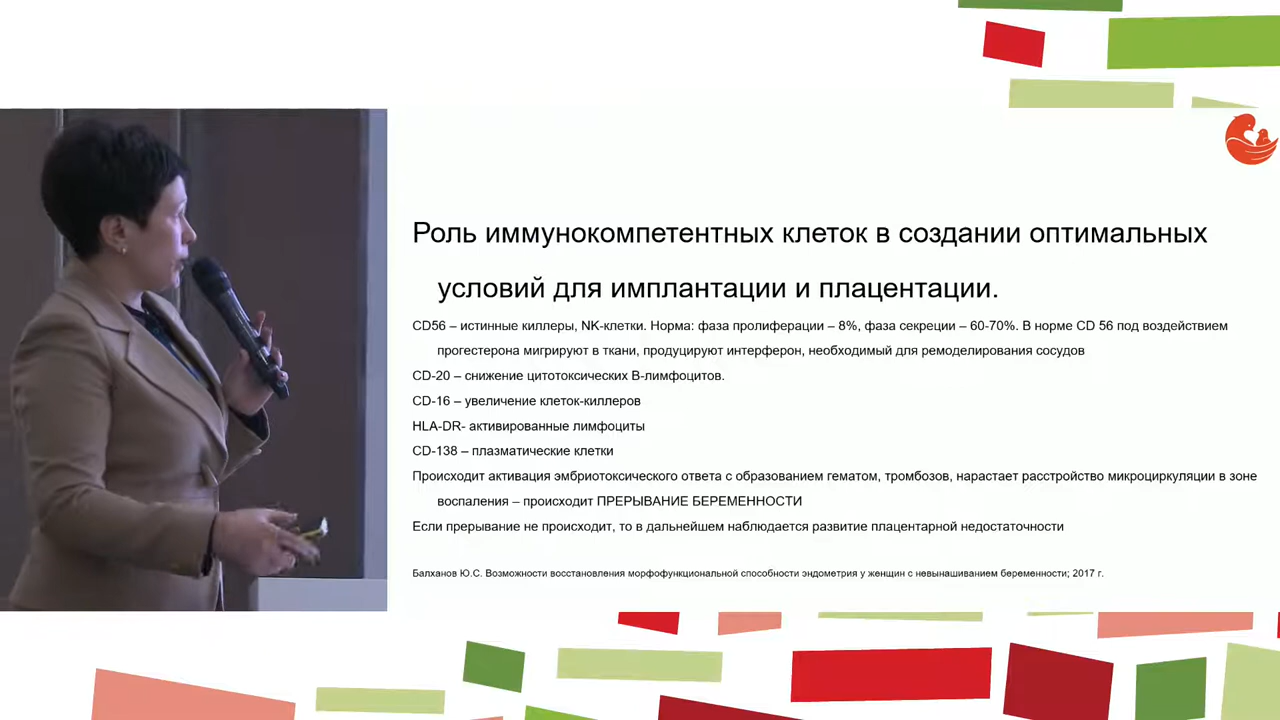 Роль иммунокомпетентных клеток в создании оптимальных
условий для имплантации и плацентации.
CD56 – истинные киллеры, NK-клетки. Норма: фаза пролиферации – 8%, фаза секреции – 60-70%. В норме CD 56 под воздействием
прогестерона мигрируют в ткани, продуцируют интерферон, необходимый для ремоделирования сосудов
CD-20 – снижение цитотоксических В-лимфоцитов.
CD-16 – увеличение клеток-киллеров
HLA-DR- активированные лимфоциты
CD-138 – плазматические клетки
Происходит активация эмбриотоксического ответа с образованием гематом, тромбозов, нарастает расстройство микроциркуляции в зоне
воспаления – происходит ПРЕРЫВАНИЕ БЕРЕМЕННОСТИ
Если прерывание не происходит, то в дальнейшем наблюдается развитие плацентарной недостаточности
Балханов Ю.С. Возможности восстановления морфофункциональной способности эндометрия у женщин с невынашиванием беременности; 2017 г.